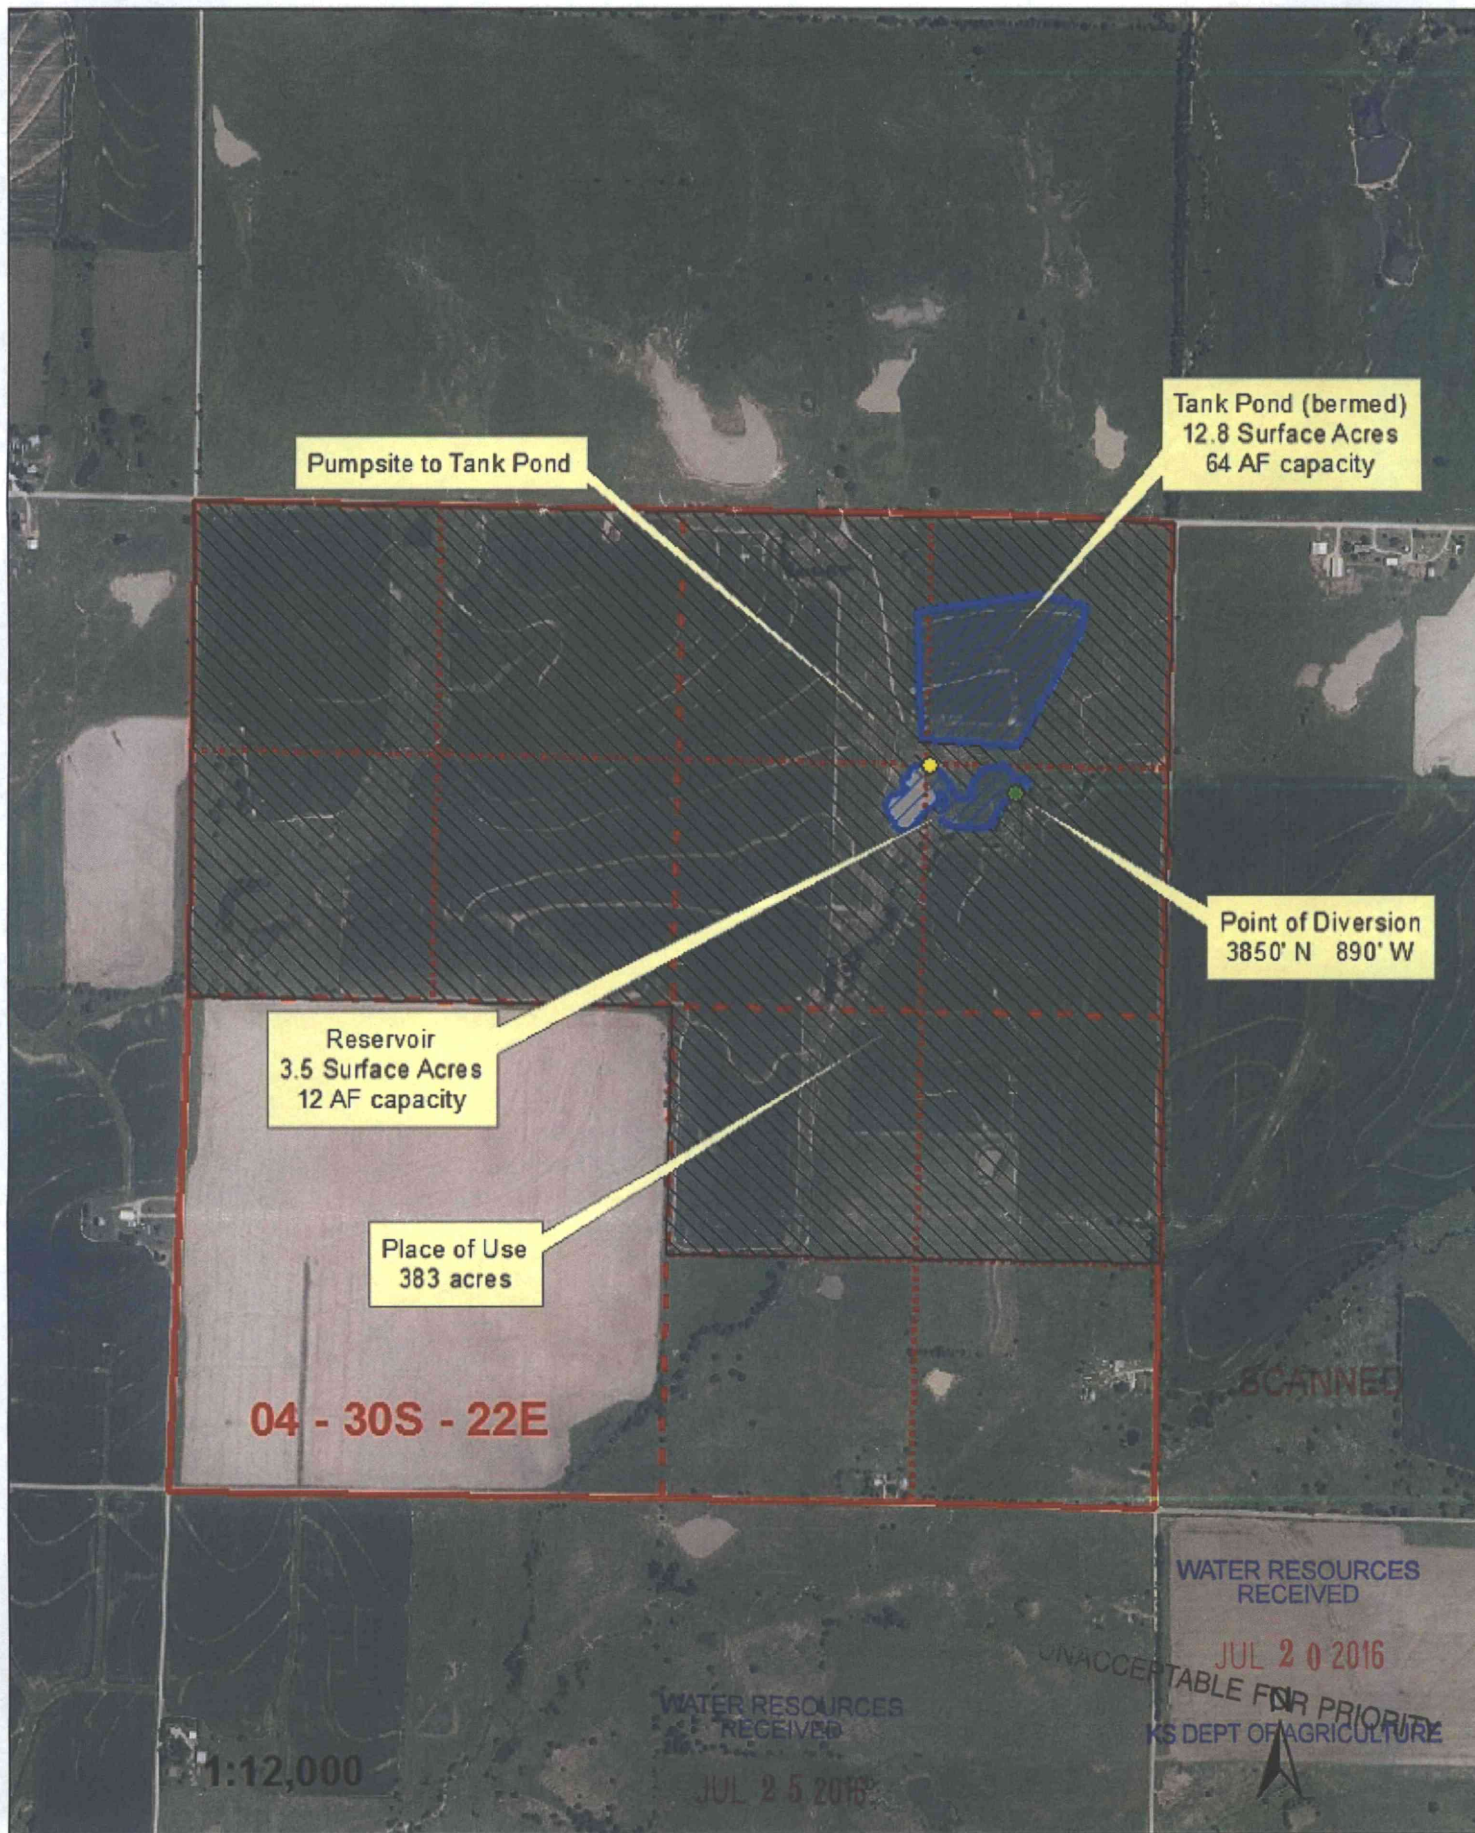 Tank Pond (bermed)
12.8 Surface Acres
64 AF capacity
Pumpsite to Tank Pond
Point of Diversion
3850' N 890' W
Reservoir
3.5 Surface Acres
12 AF capacity
Place of Use
383 acres
SCANNED
04 - 30S - 22E
WATER RESOURCES
RECEIVED
JUL 20 2016
UNACCEPTABLE FOR PRIORITY
KS DEPT OF AGRICULTURE
N
WATER RESOURCES
RECEIVED
JUL 25 2016
1:12,000